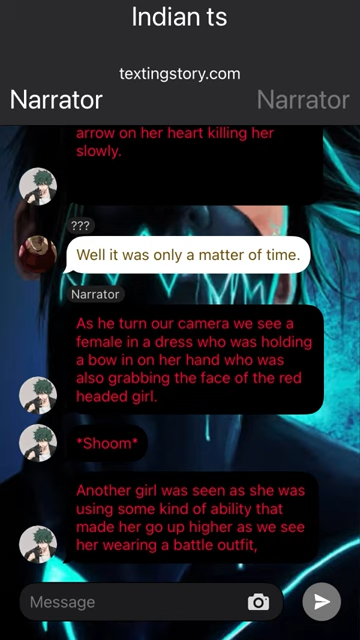 Indian ts
textingstory.com
Narrator
Narrator
arrow on her heart killing her
slowly.
???
Well it was only a matter of time.
Narrator
As he turn our camera we see a
female in a dress who was holding
a bow in on her hand who was
also grabbing the face of the red
headed girl.
*Shoom*
Another girl was seen as she was
using some kind of ability that
made her go up higher as we see
her wearing a battle outfit,
Message